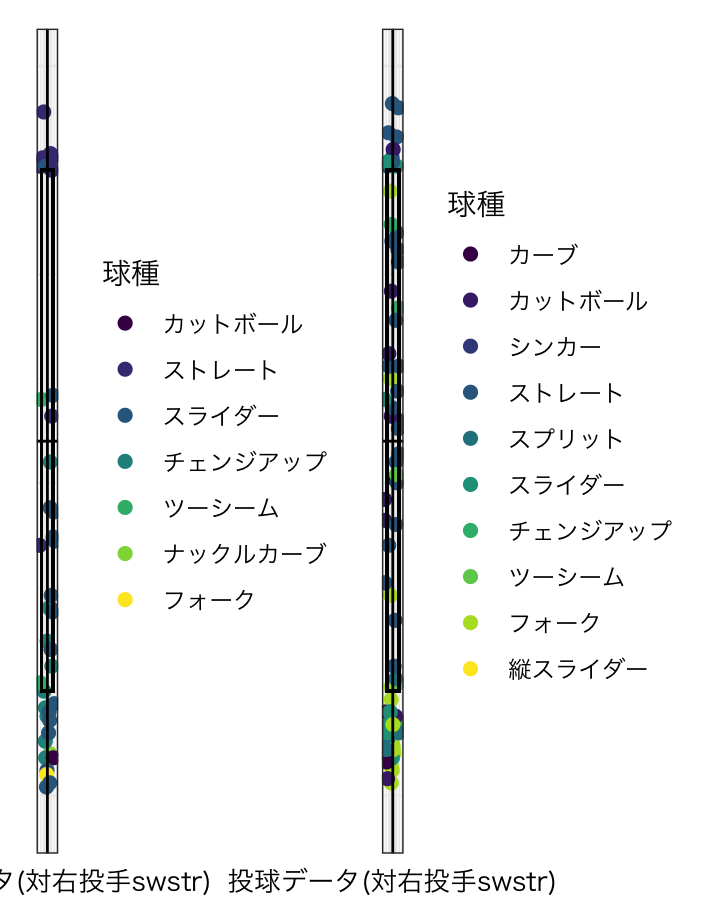 球種
カットボール
ストレート
スライダー
チェンジアップ
ツーシーム
ナックルカーブ
フォーク
球種
カーブ
カットボール
シンカー
ストレート
スプリット
スライダー
チェンジアップ
ツーシーム
フォーク
縦スライダー
タ(対右投手swstr)
投球データ(対右投手swstr)